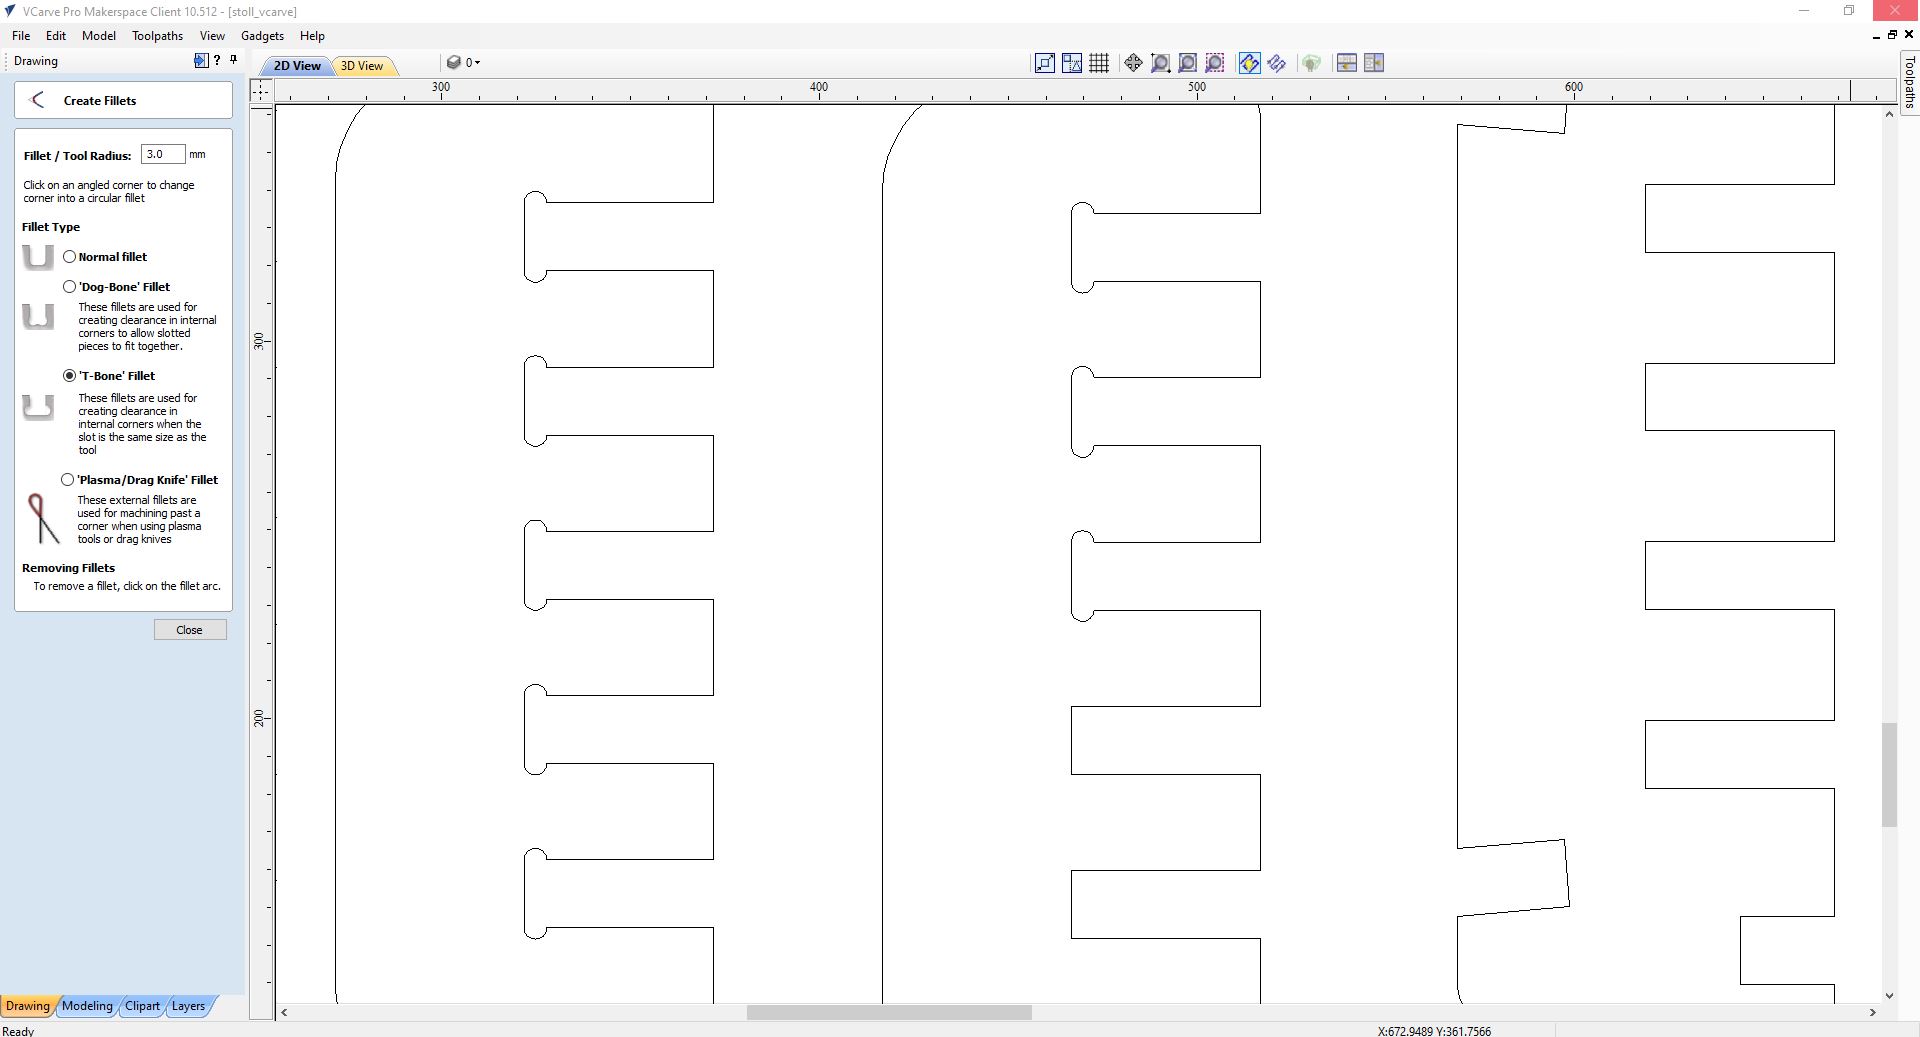 VCarve Pro Makerspace Client 10.512 - [stoll_vcarve]
File Edit Model Toolpaths View Gadgets Help
Drawing
2D View 3D View 0
Toolpaths
Create Fillets
300 400 500 600
Fillet / Tool Radius: 3.0 mm
Click on an angled corner to change
corner into a circular fillet
Fillet Type
Normal fillet
'Dog-Bone' Fillet
These fillets are used for
creating clearance in internal
corners to allow slotted
pieces to fit together.
'T-Bone' Fillet
These fillets are used for
creating clearance in
internal corners when the
slot is the same size as the
tool
'Plasma/Drag Knife' Fillet
These external fillets are
used for machining past a
corner when using plasma
tools or drag knives
Removing Fillets
To remove a fillet, click on the fillet arc.
Close
300
200
Drawing Modeling Clipart Layers
Ready
X:672.9489 Y:361.7566